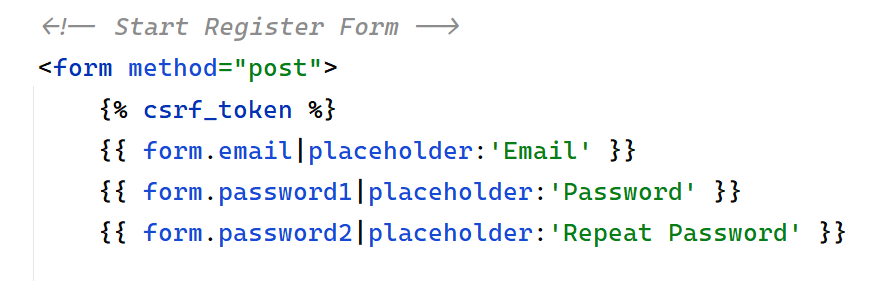 <!-- Start Register Form -->
<form method="post">
{% csrf_token %}
{{ form.email|placeholder:'Email' }}
{{ form.password1|placeholder:'Password' }}
{{ form.password2|placeholder:'Repeat Password' }}